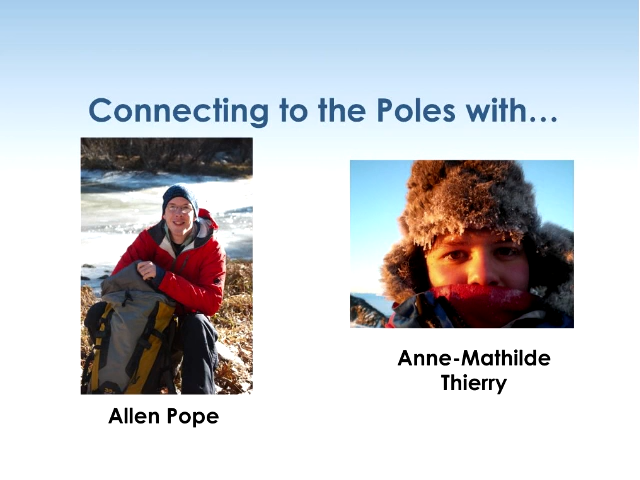 Connecting to the Poles with…
Allen Pope
Anne-Mathilde
Thierry